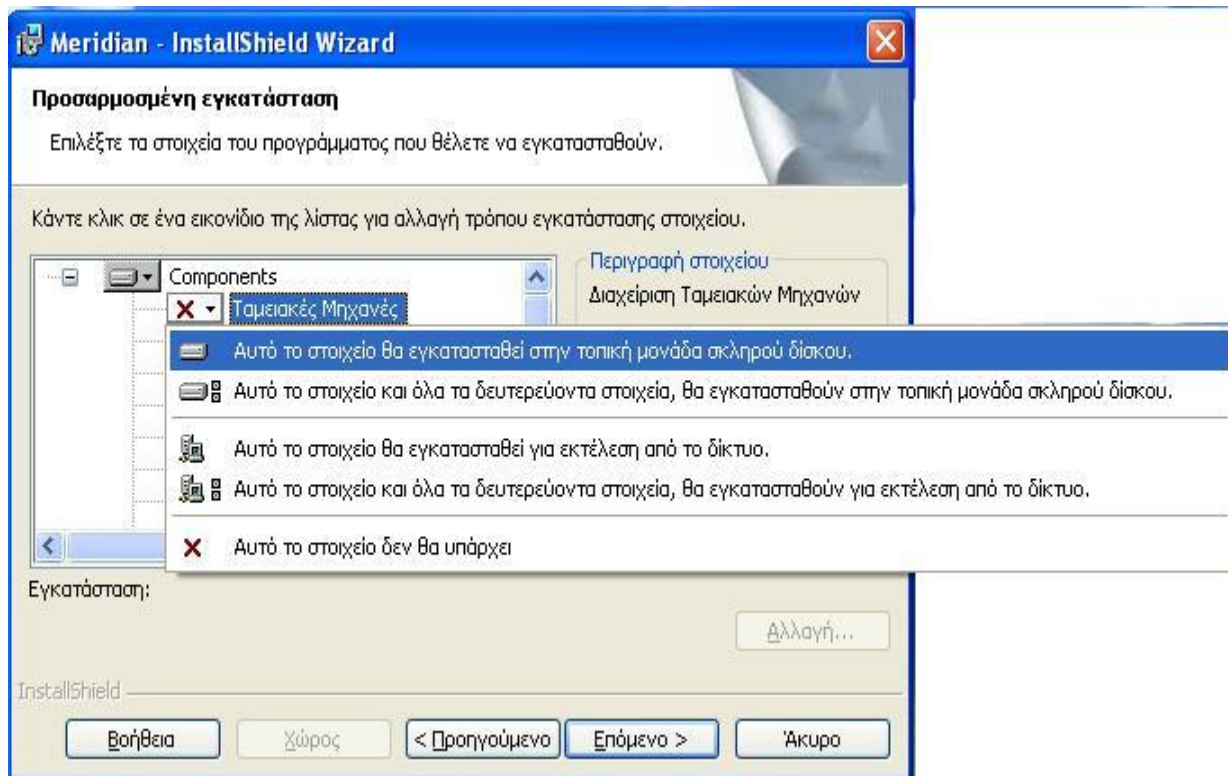 Meridian - InstallShield Wizard
Προσαρμοσμένη εγκατάσταση
Επιλέξτε τα στοιχεία του προγράμματος που θέλετε να εγκατασταθούν.
Κάντε κλικ σε ένα εικονίδιο της λίστας για αλλαγή τρόπου εγκατάστασης στοιχείου.
Components
Ταμειακές Μηχανές
Περιγραφή στοιχείου
Διαχείριση Ταμειακών Μηχανών
Αυτό το στοιχείο θα εγκατασταθεί στην τοπική μονάδα σκληρού δίσκου.
Αυτό το στοιχείο και όλα τα δευτερεύοντα στοιχεία, θα εγκατασταθούν στην τοπική μονάδα σκληρού δίσκου.
Αυτό το στοιχείο θα εγκατασταθεί για εκτέλεση από το δίκτυο.
Αυτό το στοιχείο και όλα τα δευτερεύοντα στοιχεία, θα εγκατασταθούν για εκτέλεση από το δίκτυο.
Αυτό το στοιχείο δεν θα υπάρχει
Εγκατάσταση:
Αλλαγή...
InstallShield
Βοήθεια Χώρος < Προηγούμενο Επόμενο > Άκυρο